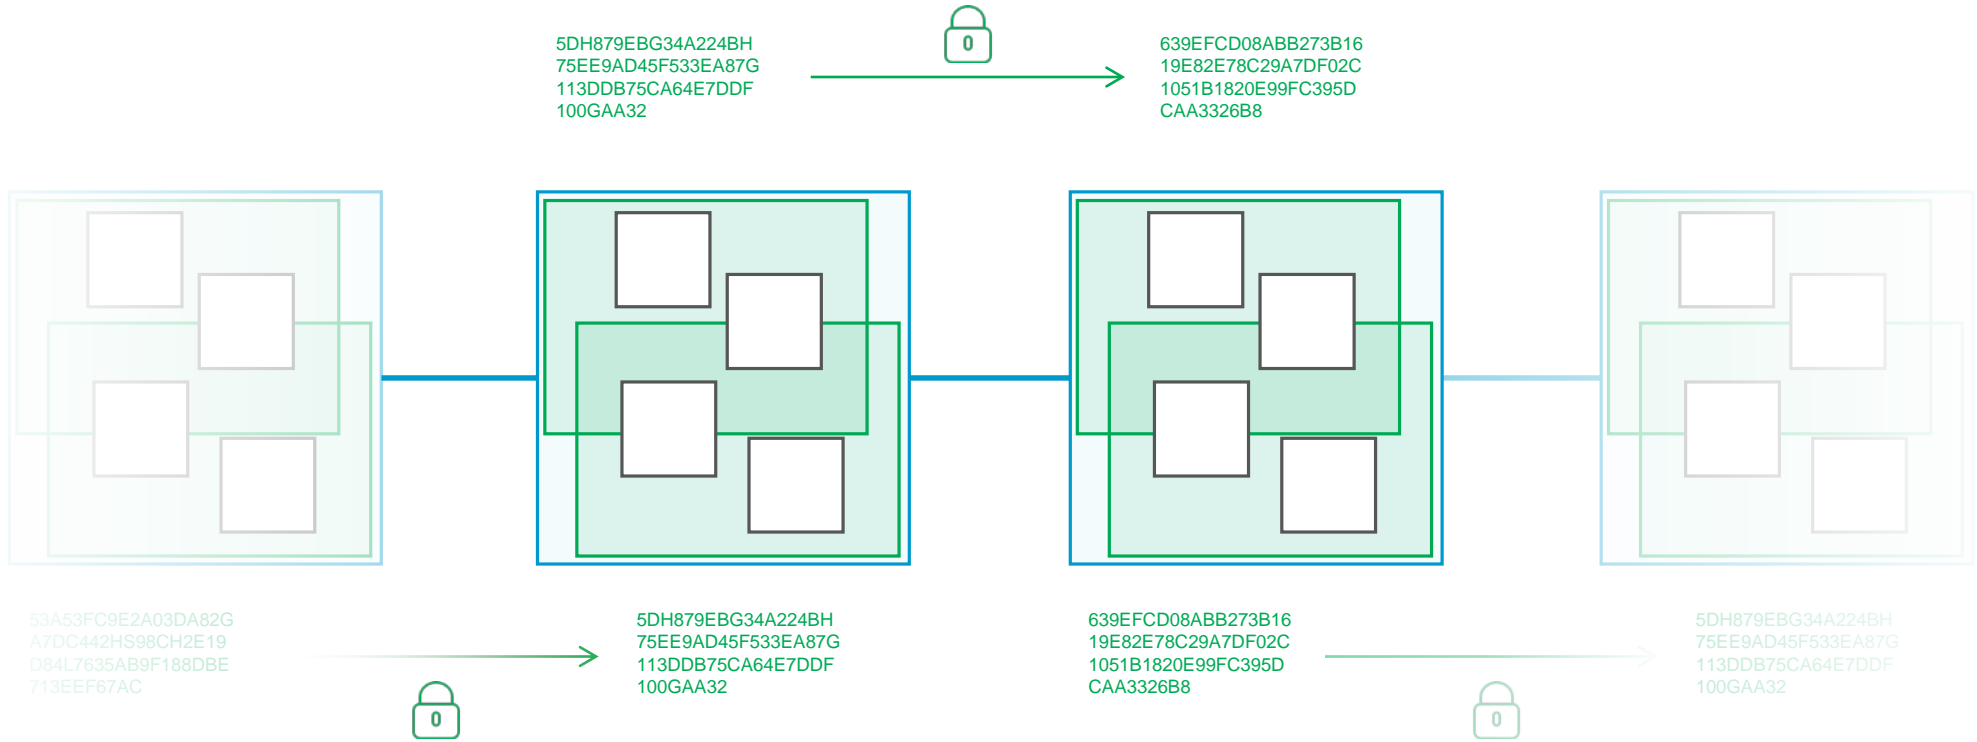 5DH879EBG34A224BH
75EE9AD45F533EA87G
113DDB75CA64E7DDF
100GAA32
0
639EFCD08ABB273B16
19E82E78C29A7DF02C
1051B1820E99FC395D
CAA3326B8
53A53FC9E2A03DA82G
A7DC442HS98CH2E19
D84L7635AB9F188DBE
713EEF67AC
0
5DH879EBG34A224BH
75EE9AD45F533EA87G
113DDB75CA64E7DDF
100GAA32
639EFCD08ABB273B16
19E82E78C29A7DF02C
1051B1820E99FC395D
CAA3326B8
0
5DH879EBG34A224BH
75EE9AD45F533EA87G
113DDB75CA64E7DDF
100GAA32